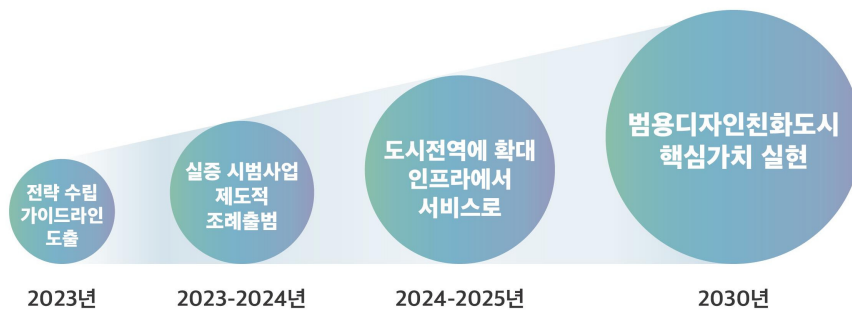 전략 수립
가이드라인
도출
실증 시범사업
제도적
조례출범
도시전역에 확대
인프라에서
서비스로
범용디자인친화도시
핵심가치 실현
2023년
2023-2024년
2024-2025년
2030년